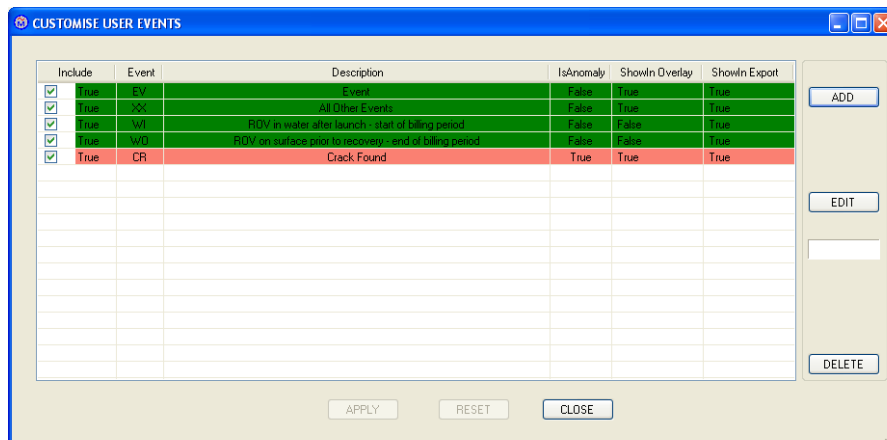 CUSTOMISE USER EVENTS
Include Event Description IsAnomaly ShowIn Overlay ShowIn Export
True EV Event False True True
True XX All Other Events False True True
True WI ROV in water after launch - start of billing period False False True
True WO ROV on surface prior to recovery - end of billing period False False True
True CR Crack Found True True True
ADD
EDIT
DELETE
APPLY RESET CLOSE